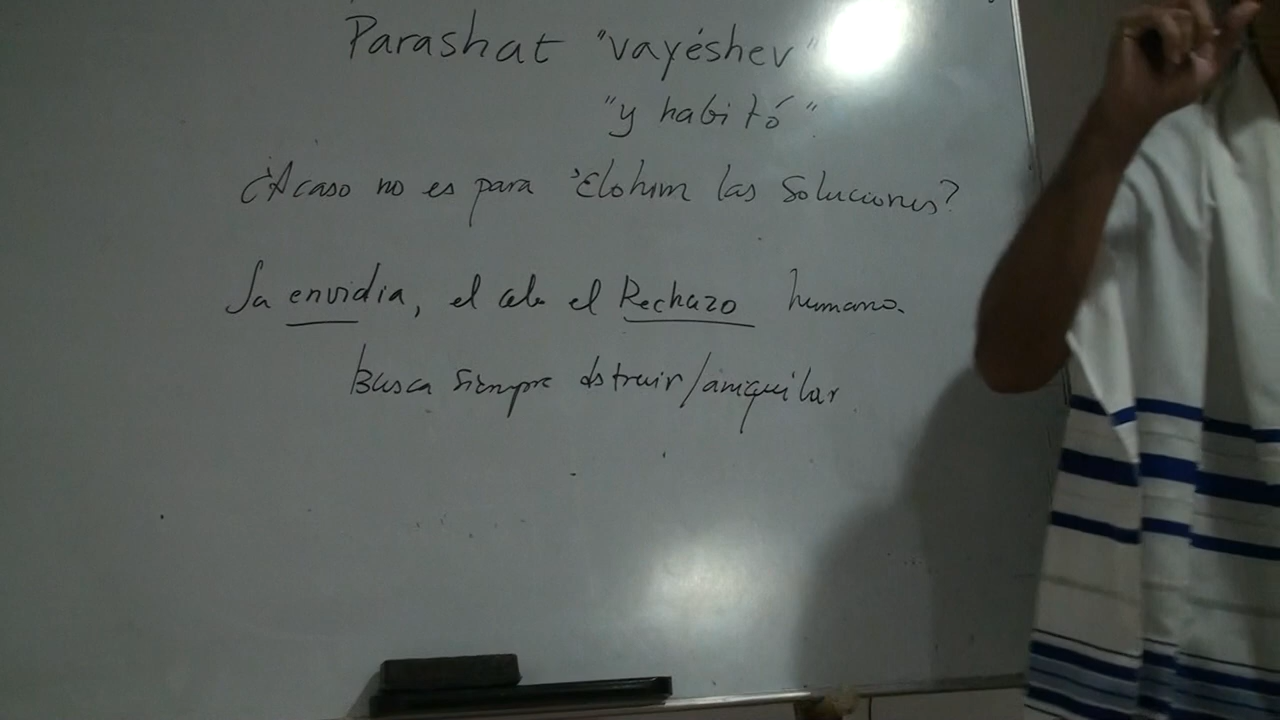 Parashat "vayéshev"
"y habitó"
¿Acaso no es para 'Elohim las Soluciones?
La envidia, el celo el Rechazo humano.
Busca siempre destruir/aniquilar